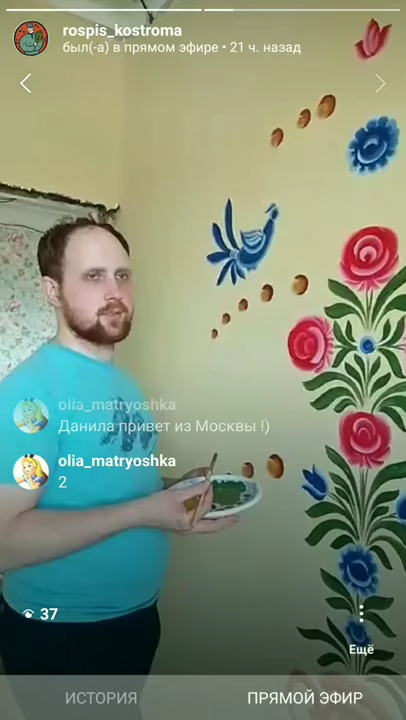 rospis_kostroma
был(-а) в прямом эфире • 21 ч. назад
olia_matryoshka
Данила привет из Москвы !)
olia_matryoshka
2
37
Ещё
ИСТОРИЯ
ПРЯМОЙ ЭФИР